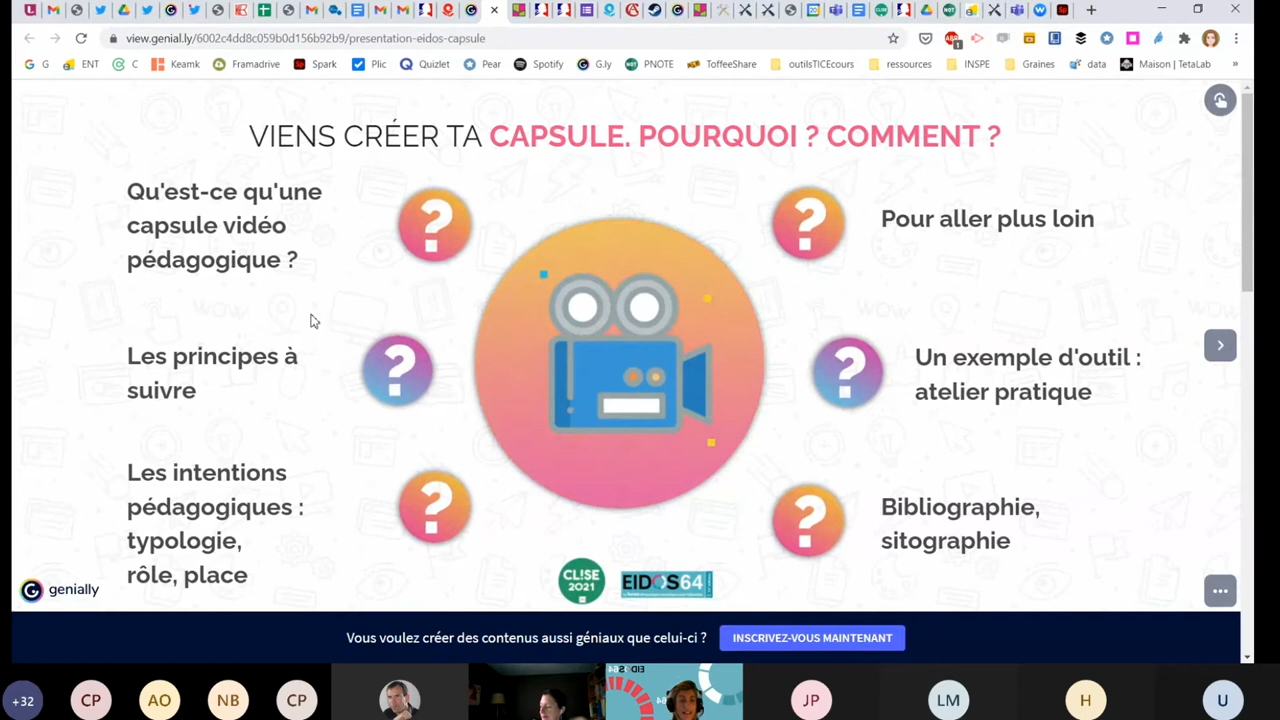 view.genial.ly/6002c4dd8c059b0d156b92b9/presentation-eidos-capsule
G
ENT
C
Keamk
Framadrive
Spark
Plic
Quizlet
Pear
Spotify
G.ly
PNOTE
ToffeeShare
outilsTICEcours
ressources
INSPE
Graines
data
Maison | TetaLab
»
VIENS CRÉER TA CAPSULE. POURQUOI ? COMMENT ?
Qu'est-ce qu'une
capsule vidéo
pédagogique ?
?
Les principes à
suivre
?
Les intentions
pédagogiques :
typologie,
rôle, place
?
?
Pour aller plus loin
?
Un exemple d'outil :
atelier pratique
?
Bibliographie,
sitographie
CL!SE
2021
EIDOS64
genially
Vous voulez créer des contenus aussi géniaux que celui-ci ?
INSCRIVEZ-VOUS MAINTENANT
+32
CP
AO
NB
CP
JP
LM
H
U